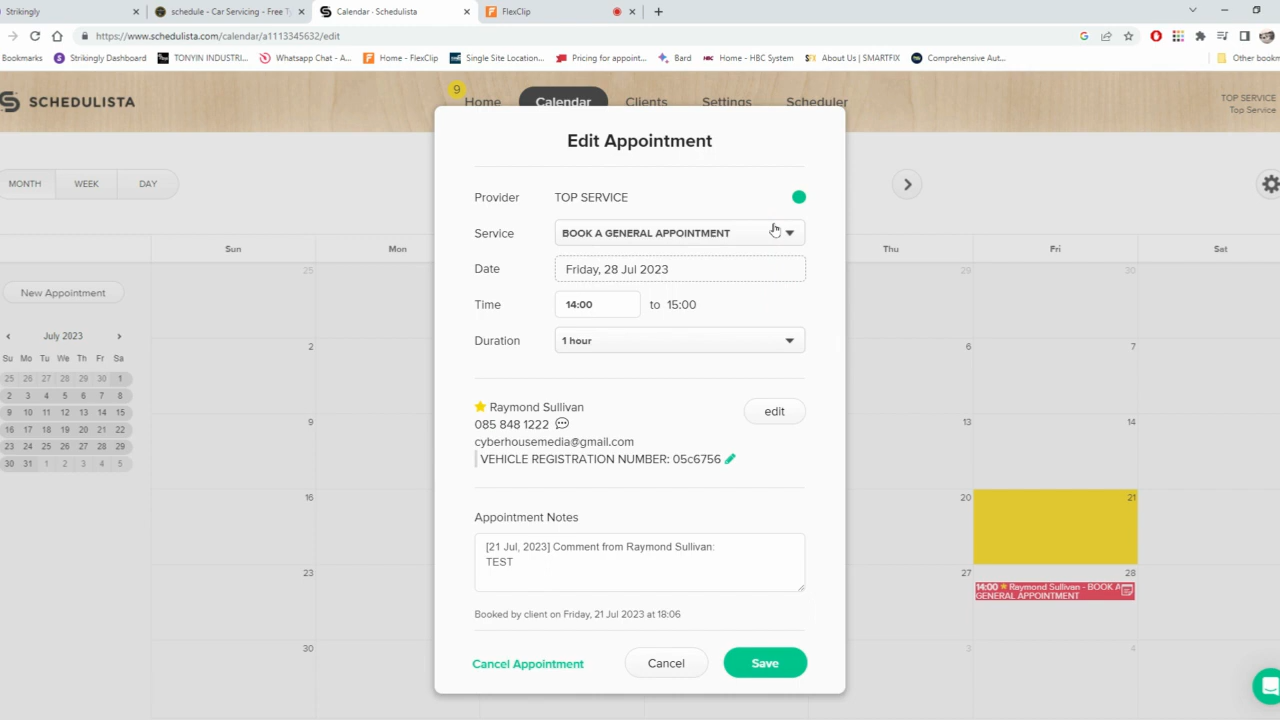 Strikingly
schedule - Car Servicing - Free Ty
Calendar - Schedulista
FlexClip
https://www.schedulista.com/calendar/a1113345632/edit
Bookmarks
Strikingly Dashboard
TONYIN INDUSTRI...
Whatsapp Chat - A...
Home - FlexClip
Single Site Location...
Pricing for appoint...
Bard
Home - HBC System
About Us | SMARTFIX
Comprehensive Auto...
Other bookm
SCHEDULISTA
9
Home
Calendar
Clients
Settings
Scheduler
TOP SERVICE
Top Service
MONTH
WEEK
DAY
Sun
Mon
Thu
Fri
Sat
New Appointment
July 2023
Su Mo Tu We Th Fr Sa
25 26 27 28 29 30 1
2 3 4 5 6 7 8
9 10 11 12 13 14 15
16 17 18 19 20 21 22
23 24 25 26 27 28 29
30 31 1 2 3 4 5
25
29
30
2
6
7
9
13
14
16
20
21
23
27
28
14:00 Raymond Sullivan - BOOK A
GENERAL APPOINTMENT
30
3
4
Edit Appointment
Provider
TOP SERVICE
Service
BOOK A GENERAL APPOINTMENT
Date
Friday, 28 Jul 2023
Time
14:00
to 15:00
Duration
1 hour
Raymond Sullivan
edit
085 848 1222
cyberhousemedia@gmail.com
VEHICLE REGISTRATION NUMBER: 05c6756
Appointment Notes
[21 Jul, 2023] Comment from Raymond Sullivan:
TEST
Booked by client on Friday, 21 Jul 2023 at 18:06
Cancel Appointment
Cancel
Save